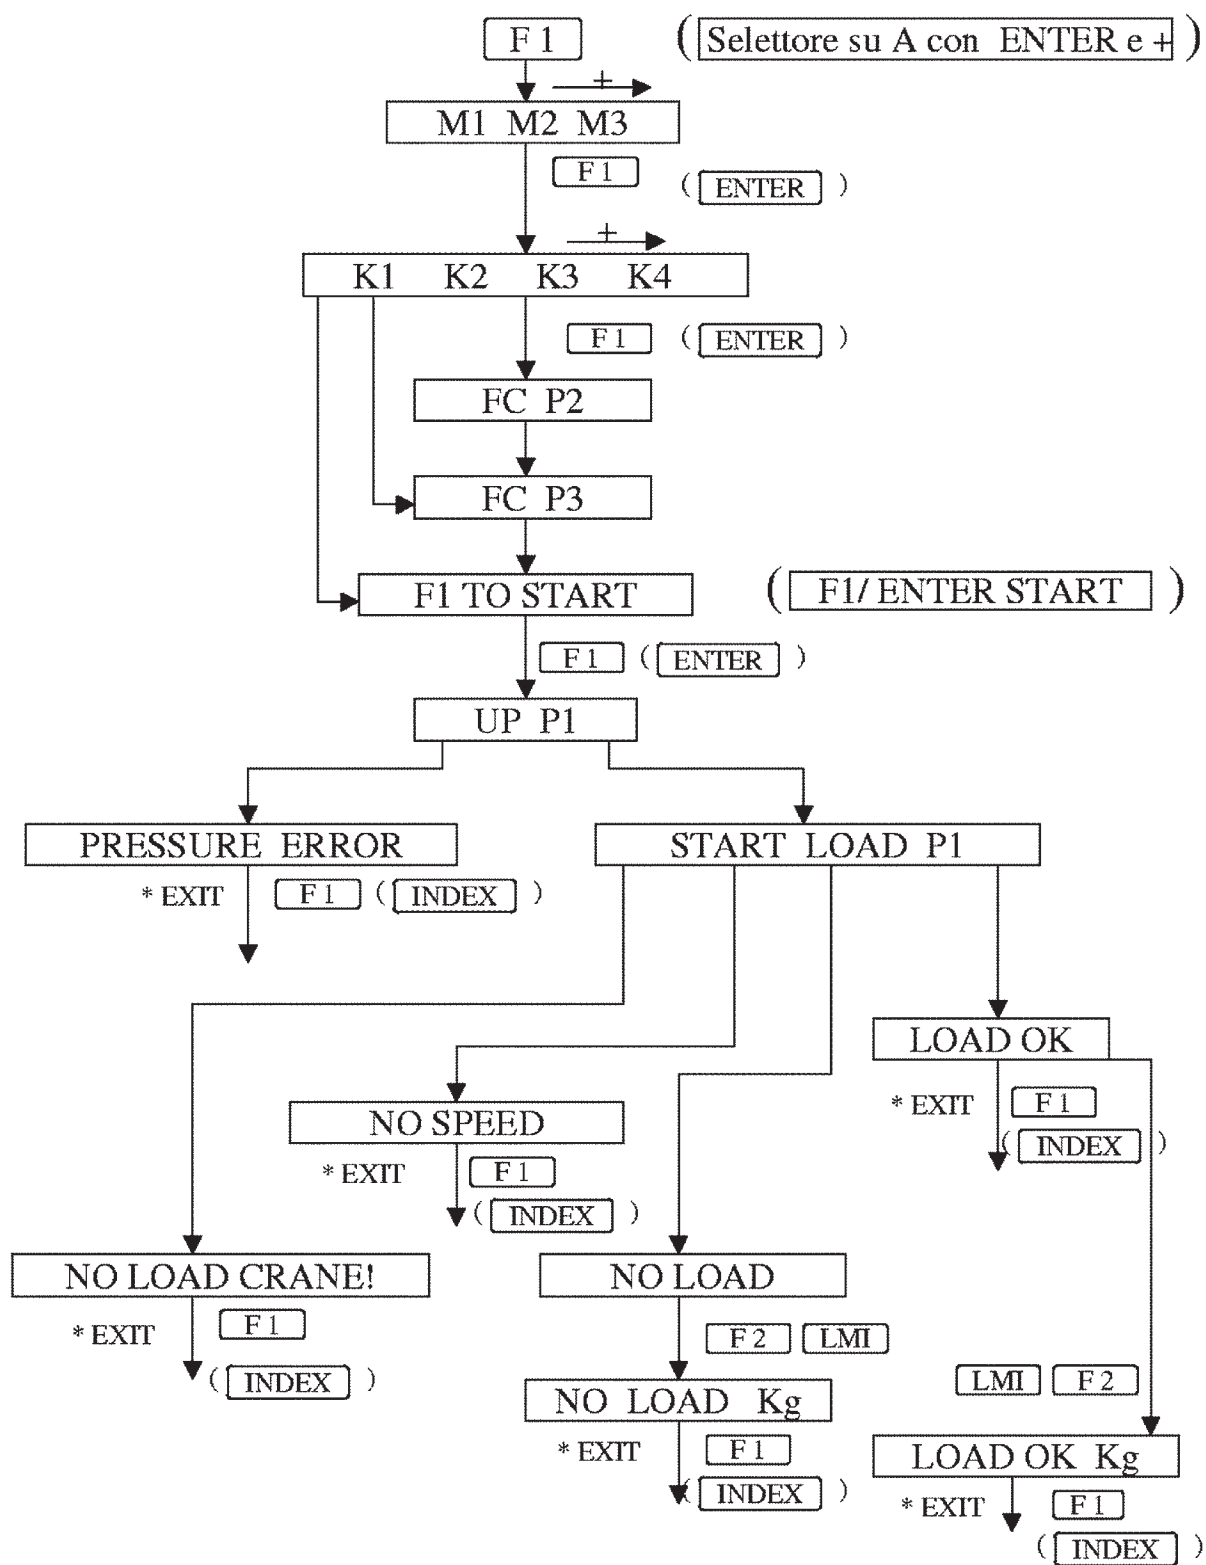 F 1 ( Selettore su A con ENTER e + )
+
M1 M2 M3
F 1 ( ENTER )
+
K1 K2 K3 K4
F 1 ( ENTER )
FC P2
FC P3
F1 TO START ( F1/ ENTER START )
F 1 ( ENTER )
UP P1
PRESSURE ERROR START LOAD P1
* EXIT F 1 ( INDEX )
LOAD OK
* EXIT F 1
( INDEX )
NO SPEED
* EXIT F 1
( INDEX )
NO LOAD CRANE! NO LOAD
* EXIT F 1
( INDEX )
F 2 LMI
LMI F 2
NO LOAD Kg
* EXIT F 1
( INDEX )
LOAD OK Kg
* EXIT F 1
( INDEX )